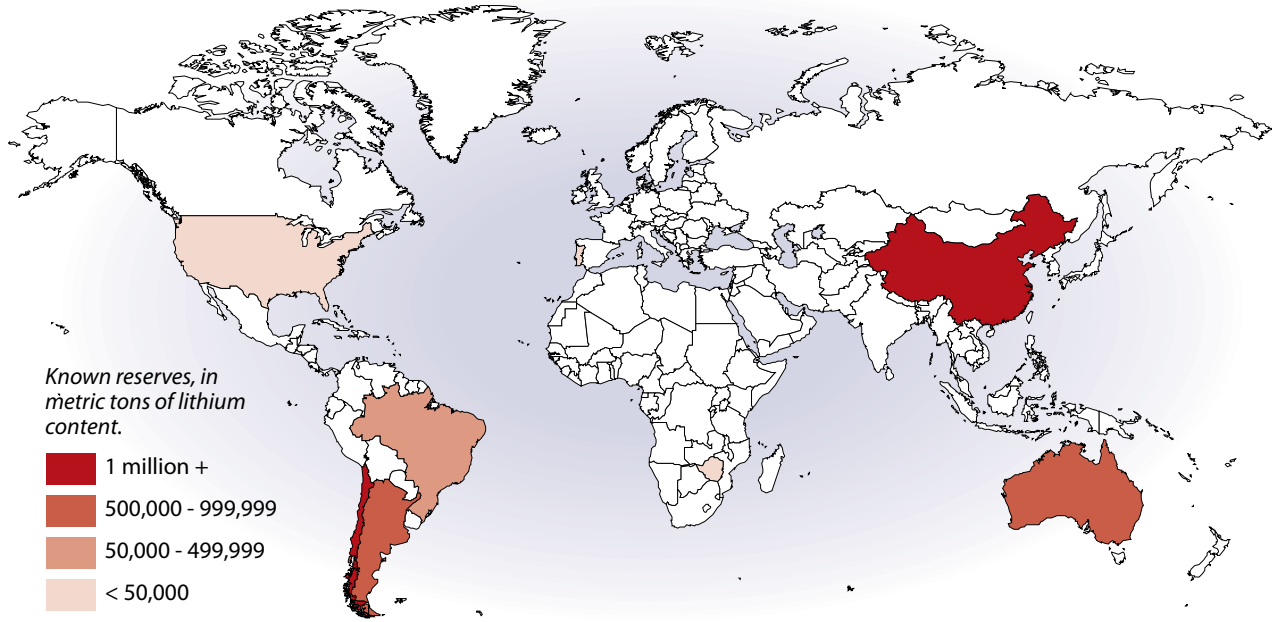 Known reserves, in
metric tons of lithium
content.
1 million +
500,000 - 999,999
50,000 - 499,999
< 50,000